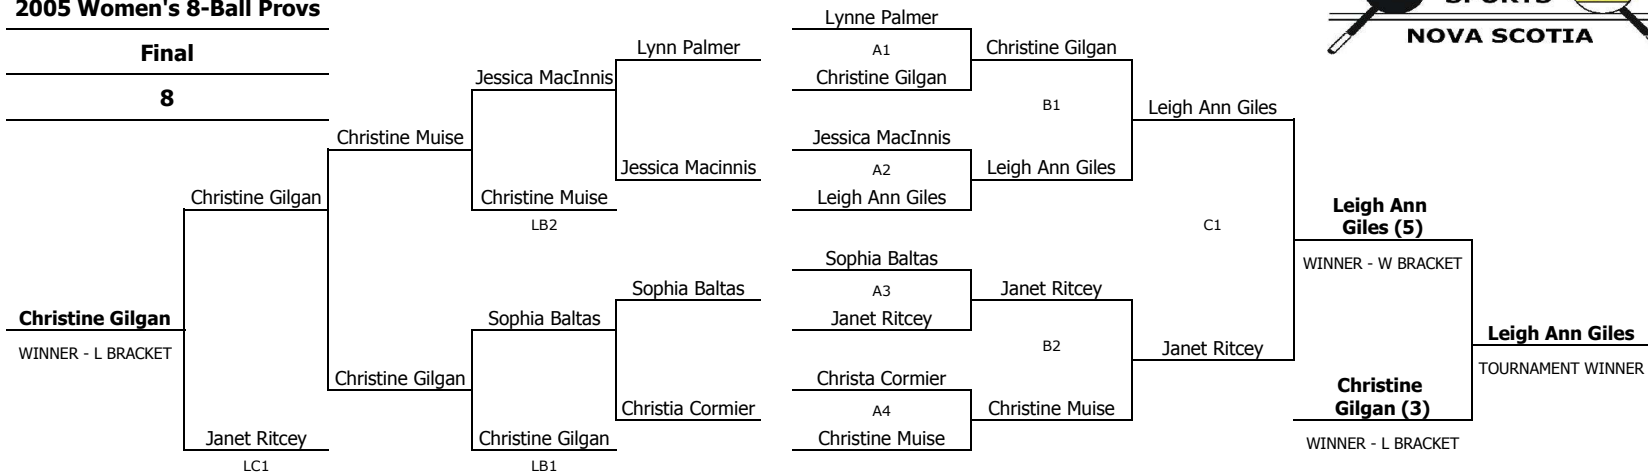 2005 Women's 8-Ball Provs
Final
8
SPORTS
NOVA SCOTIA
Lynn Palmer
Jessica MacInnis
Christine Muise
Jessica Macinnis
Christine Gilgan
Christine Muise
LB2
Sophia Baltas
Christine Gilgan
Sophia Baltas
WINNER - L BRACKET
Christine Gilgan
Christia Cormier
Janet Ritcey
Christine Gilgan
LC1
LB1
Lynne Palmer
A1
Christine Gilgan
Christine Gilgan
B1
Leigh Ann Giles
Jessica MacInnis
A2
Leigh Ann Giles
Leigh Ann Giles
Leigh Ann
Giles (5)
C1
WINNER - W BRACKET
Sophia Baltas
A3
Janet Ritcey
Janet Ritcey
B2
Janet Ritcey
Leigh Ann Giles
TOURNAMENT WINNER
Christa Cormier
A4
Christine Muise
Christine Muise
Christine
Gilgan (3)
WINNER - L BRACKET